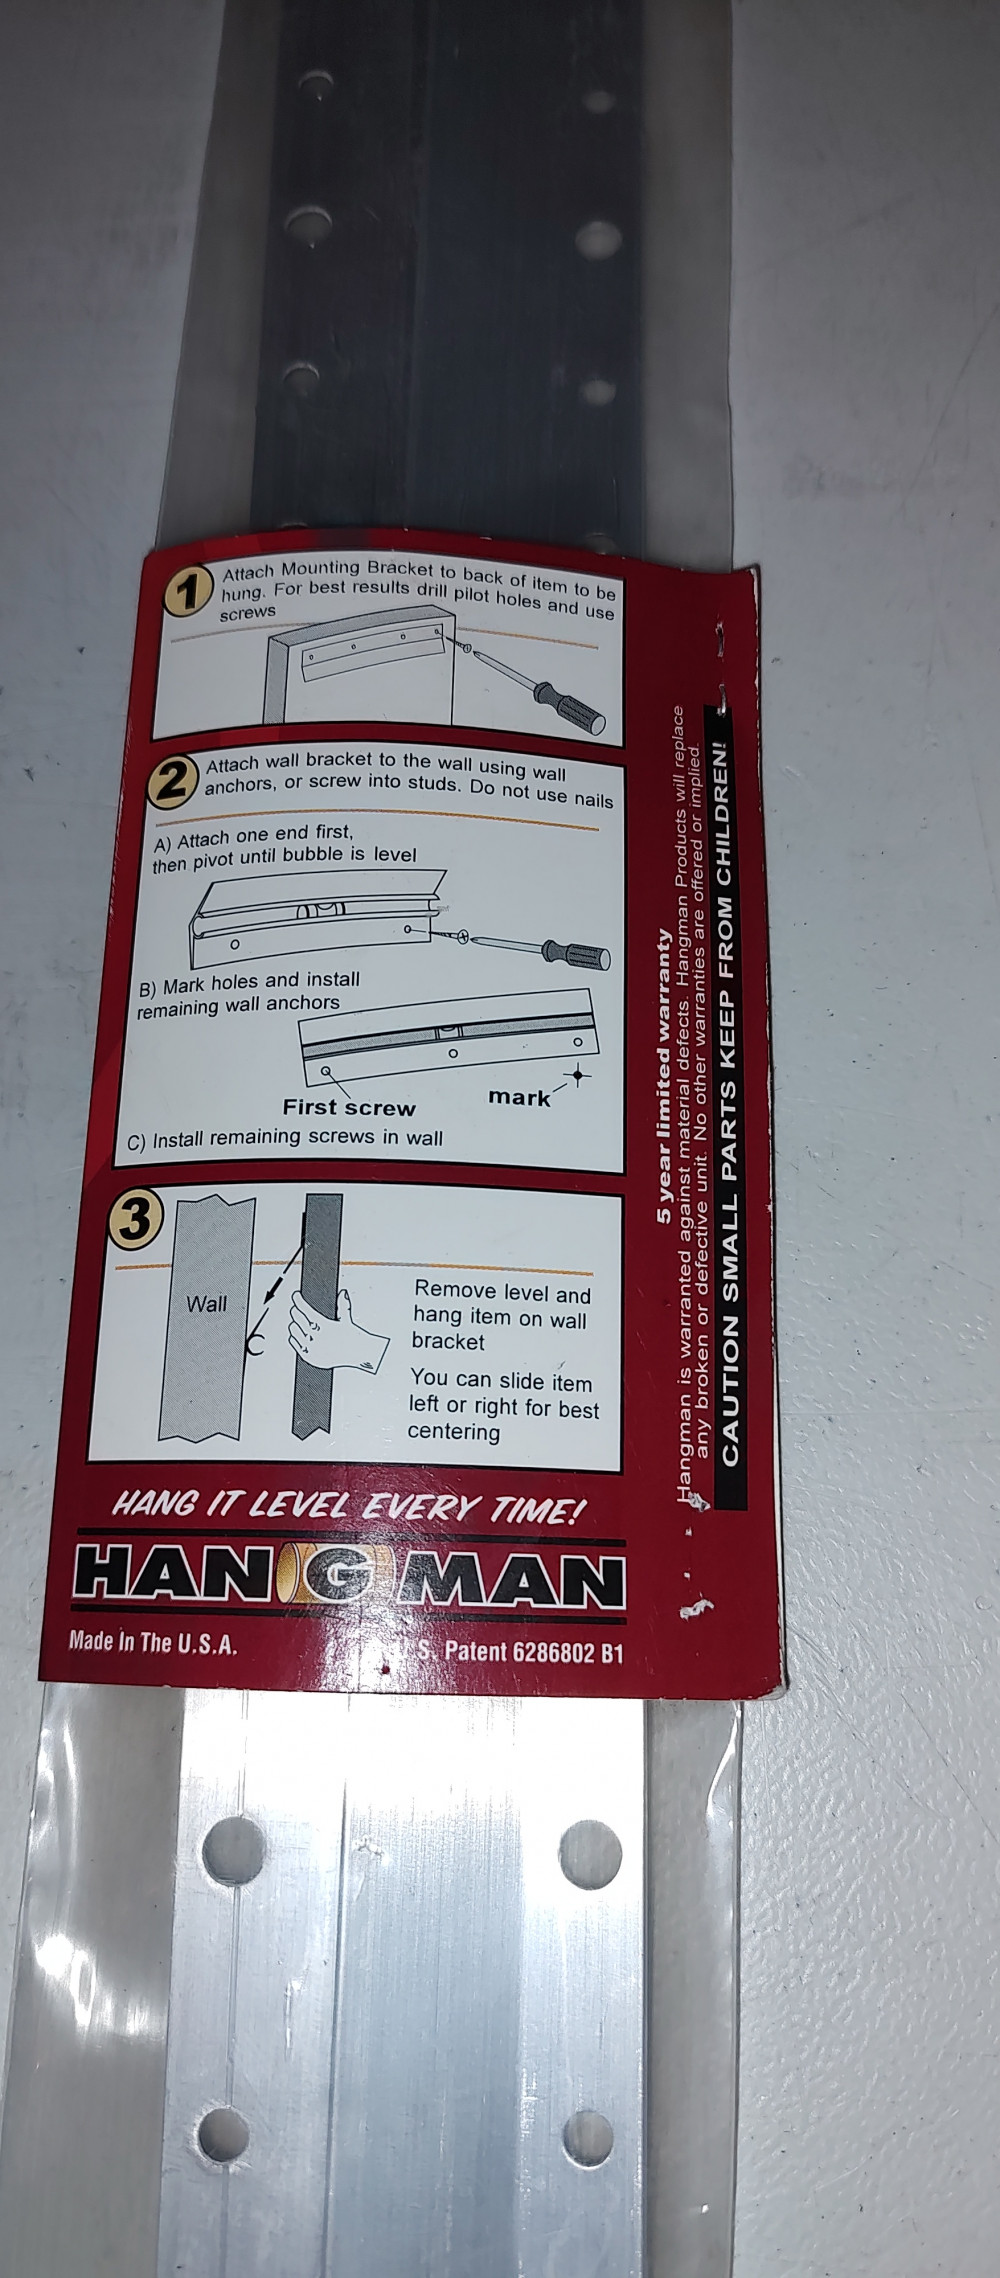 1
Attach Mounting Bracket to back of item to be
hung. For best results drill pilot holes and use
screws
2
Attach wall bracket to the wall using wall
anchors, or screw into studs. Do not use nails
A) Attach one end first,
then pivot until bubble is level
B) Mark holes and install
remaining wall anchors
First screw
mark
C) Install remaining screws in wall
3
Wall
Remove level and
hang item on wall
bracket
You can slide item
left or right for best
centering
HANG IT LEVEL EVERY TIME!
HANGMAN
Made In The U.S.A.
S. Patent 6286802 B1
5 year limited warranty
Hangman is warranted against material defects. Hangman Products will replace
any broken or defective unit. No other warranties are offered or implied.
CAUTION SMALL PARTS KEEP FROM CHILDREN!